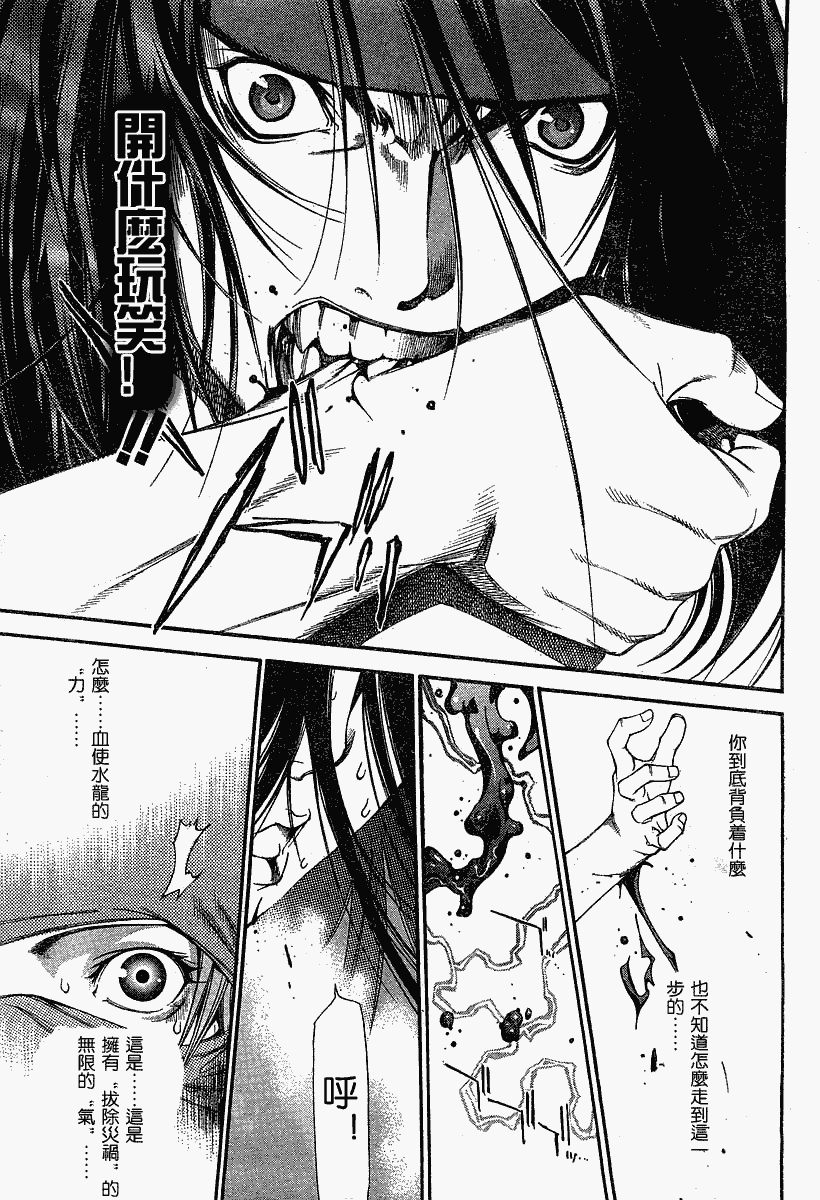 開什麼玩笑！
!!
你到底背負着什麼
也不知道怎麼走到這一
步的……
呼！
怎麼……血使水龍的
“力”……
這是……這是
擁有“拔除災禍”的
無限的“氣”……